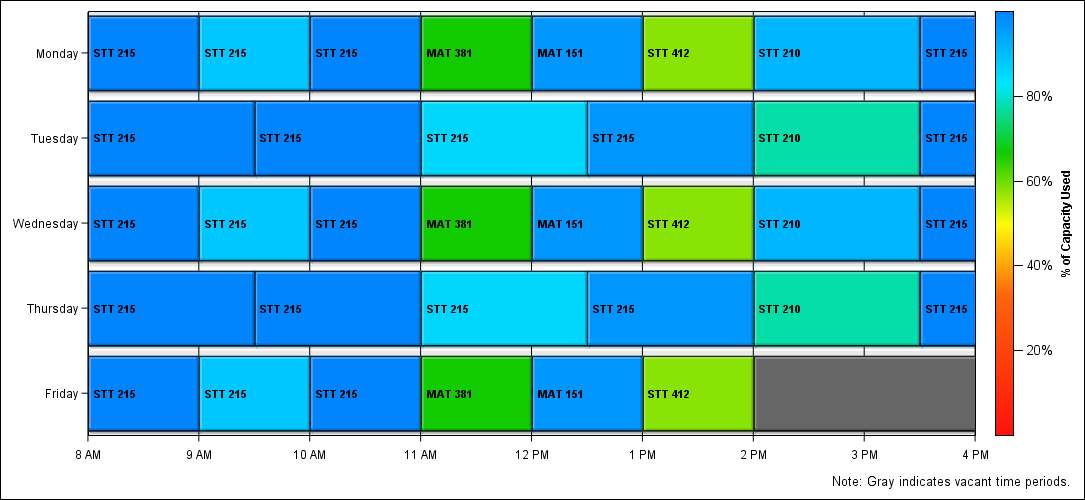 Monday
STT 215
STT 215
STT 215
MAT 381
MAT 151
STT 412
STT 210
STT 215
Tuesday
STT 215
STT 215
STT 215
STT 215
STT 210
STT 215
Wednesday
STT 215
STT 215
STT 215
MAT 381
MAT 151
STT 412
STT 210
STT 215
Thursday
STT 215
STT 215
STT 215
STT 215
STT 210
STT 215
Friday
STT 215
STT 215
STT 215
MAT 381
MAT 151
STT 412
8 AM
9 AM
10 AM
11 AM
12 PM
1 PM
2 PM
3 PM
4 PM
80%
60%
40%
20%
% of Capacity Used
Note: Gray indicates vacant time periods.